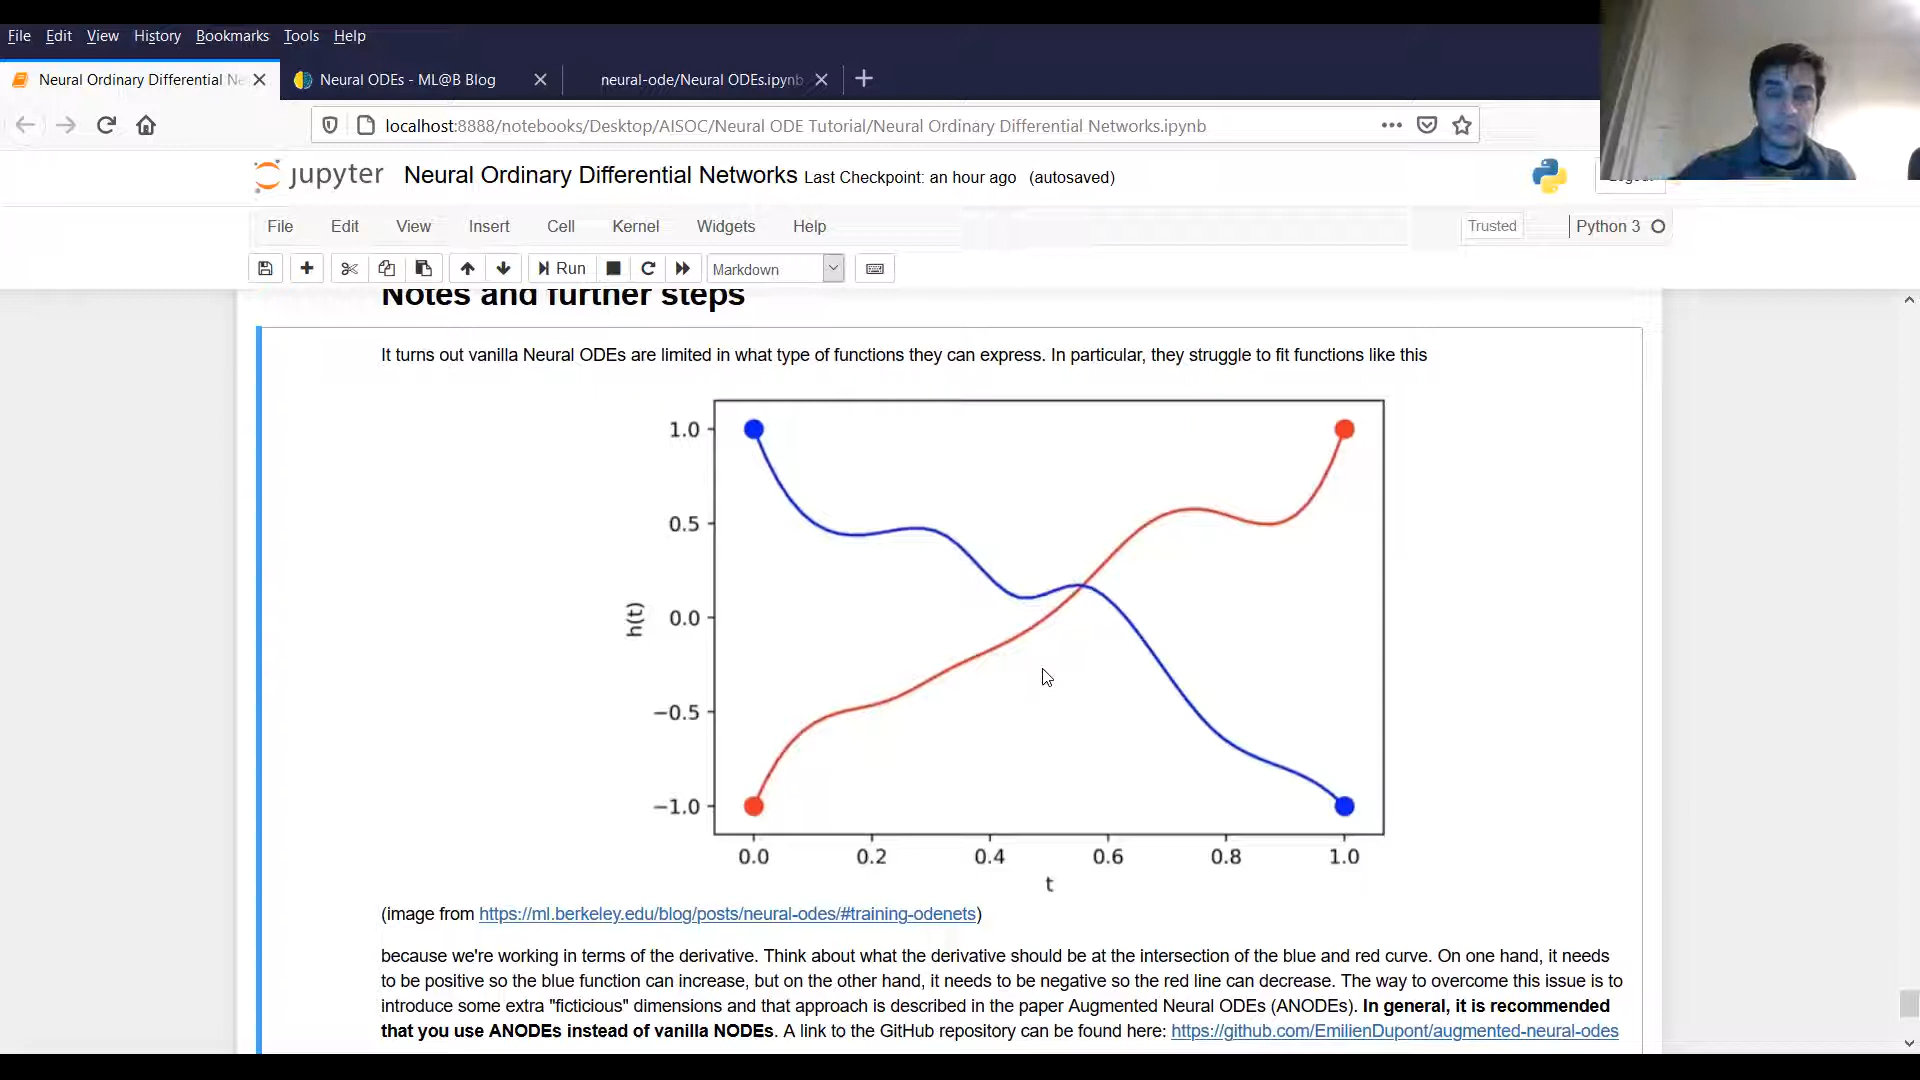 File Edit View History Bookmarks Tools Help
Neural Ordinary Differential Ne
Neural ODEs - ML@B Blog
neural-ode/Neural ODEs.ipynb
localhost:8888/notebooks/Desktop/AISOC/Neural ODE Tutorial/Neural Ordinary Differential Networks.ipynb
jupyter Neural Ordinary Differential Networks Last Checkpoint: an hour ago (autosaved)
File Edit View Insert Cell Kernel Widgets Help Trusted Python 3
Run Markdown
Notes and further steps
It turns out vanilla Neural ODEs are limited in what type of functions they can express. In particular, they struggle to fit functions like this
1.0
0.5
h(t) 0.0
−0.5
−1.0
0.0 0.2 0.4 0.6 0.8 1.0
t
(image from https://ml.berkeley.edu/blog/posts/neural-odes/#training-odenets)
because we're working in terms of the derivative. Think about what the derivative should be at the intersection of the blue and red curve. On one hand, it needs
to be positive so the blue function can increase, but on the other hand, it needs to be negative so the red line can decrease. The way to overcome this issue is to
introduce some extra "ficticious" dimensions and that approach is described in the paper Augmented Neural ODEs (ANODEs). In general, it is recommended
that you use ANODEs instead of vanilla NODEs. A link to the GitHub repository can be found here: https://github.com/EmilienDupont/augmented-neural-odes